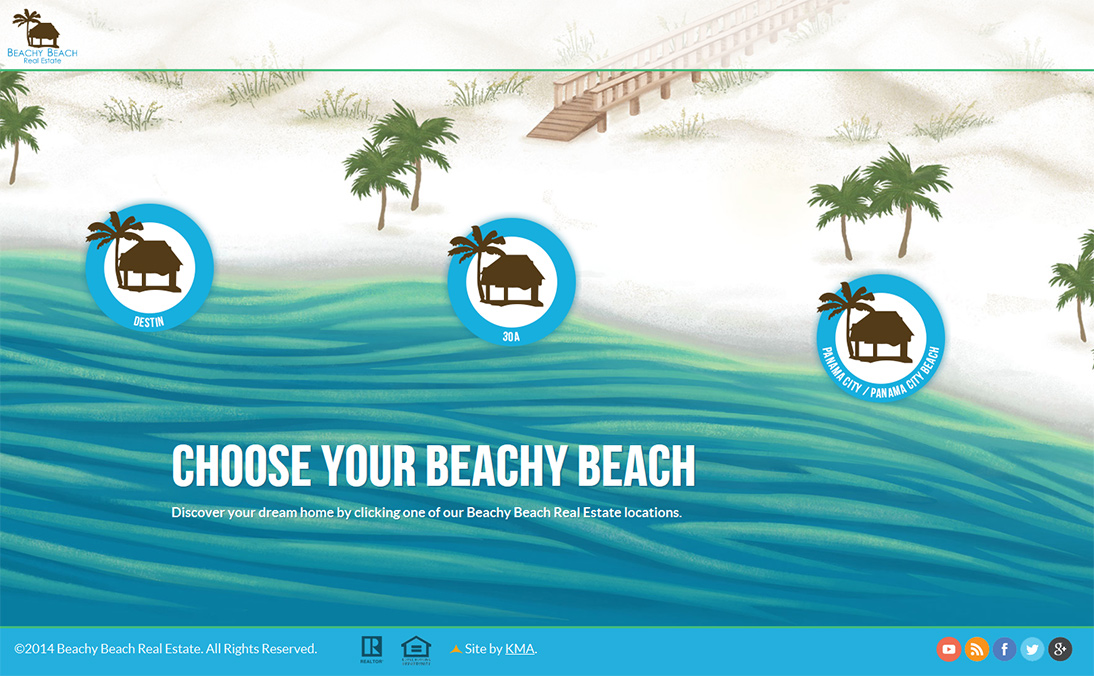 BEACHY BEACH
Real Estate
DESTIN
30A
PANAMA CITY / PANAMA CITY BEACH
CHOOSE YOUR BEACHY BEACH
Discover your dream home by clicking one of our Beachy Beach Real Estate locations.
©2014 Beachy Beach Real Estate. All Rights Reserved.
REALTOR
Site by KMA.